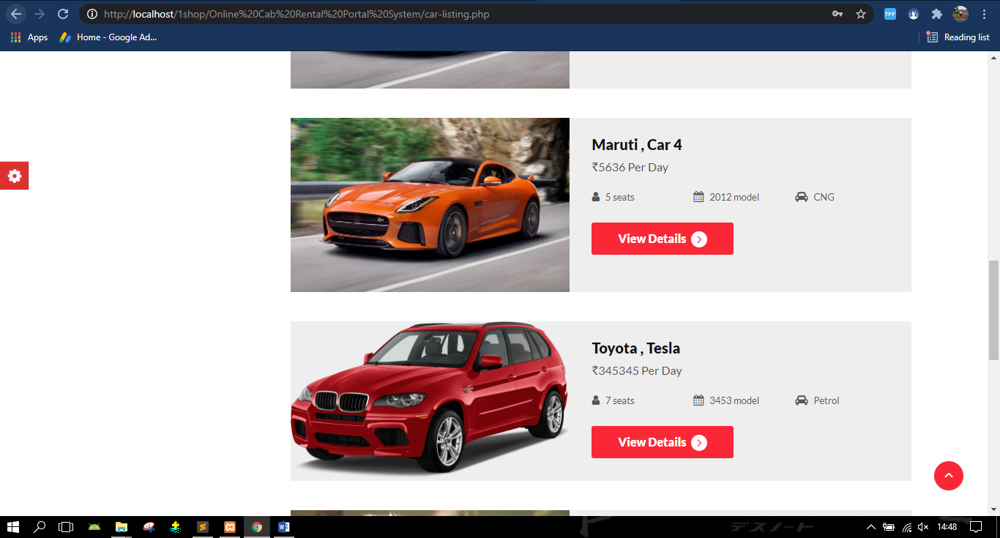 http://localhost/1shop/Online%20Cab%20Rental%20Portal%20System/car-listing.php
TFF
Apps
Home - Google Ad...
Reading list
Maruti , Car 4
₹5636 Per Day
5 seats 2012 model CNG
View Details
Toyota , Tesla
₹345345 Per Day
7 seats 3453 model Petrol
View Details
デスノート
14:48